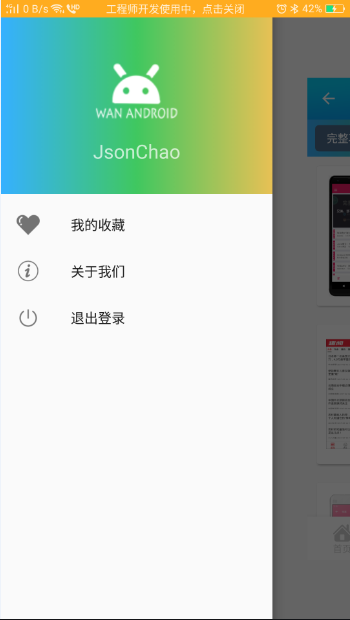 0 B/s 工程师开发使用中，点击关闭 42%
WAN ANDROID
JsonChao
完整
我的收藏
关于我们
退出登录
首页